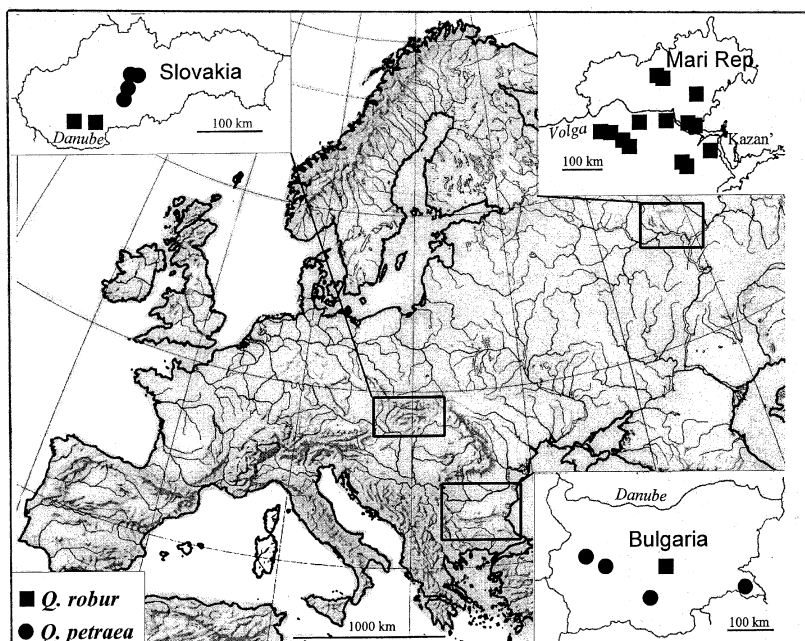 Slovakia
Danube
100 km
Mari Rep.
Volga
Kazan'
100 km
Danube
Bulgaria
100 km
Q. robur
Q. petraea
1000 km